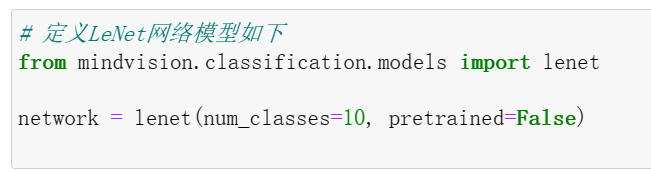 # 定义LeNet网络模型如下
from mindvision.classification.models import lenet
network = lenet(num_classes=10, pretrained=False)